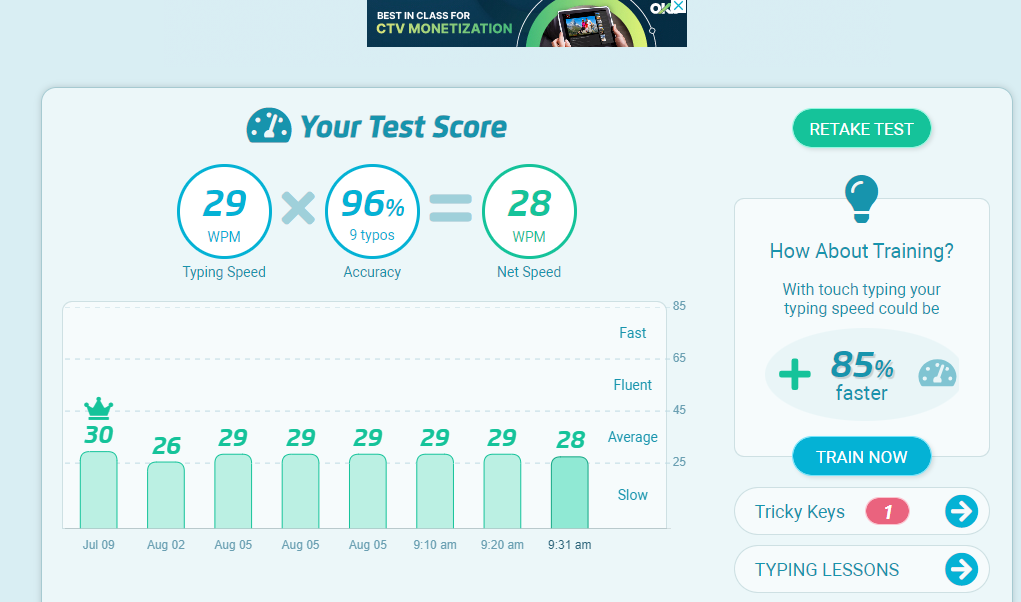 BEST IN CLASS FOR
CTV MONETIZATION
Your Test Score
RETAKE TEST
29
WPM
Typing Speed
96%
9 typos
Accuracy
28
WPM
Net Speed
85
Fast
65
Fluent
45
Average
25
Slow
30 26 29 29 29 29 29 28
Jul 09 Aug 02 Aug 05 Aug 05 Aug 05 9:10 am 9:20 am 9:31 am
How About Training?
With touch typing your
typing speed could be
85%
faster
TRAIN NOW
Tricky Keys 1
TYPING LESSONS